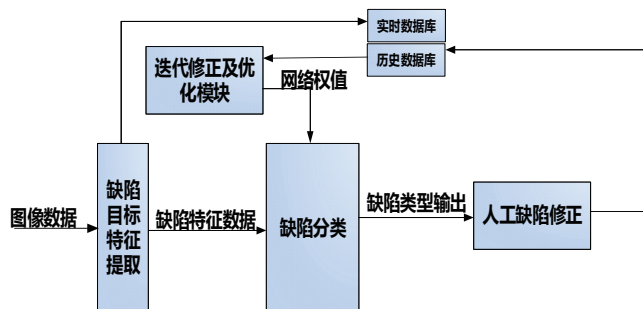 实时数据库
历史数据库
迭代修正及优
化模块
网络权值
缺陷
目标
特征
提取
图像数据
缺陷特征数据
缺陷分类
缺陷类型输出
人工缺陷修正